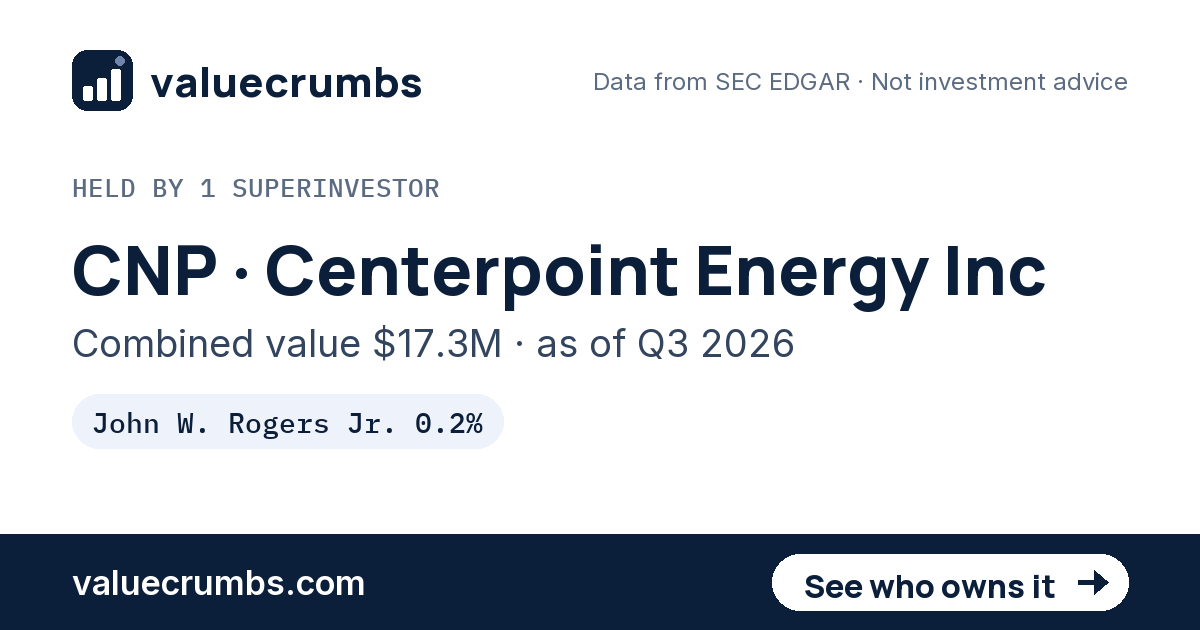 valuecrumbs
Data from SEC EDGAR · Not investment advice
HELD BY 1 SUPERINVESTOR
CNP · Centerpoint Energy Inc
Combined value $17.3M · as of Q3 2026
John W. Rogers Jr. 0.2%
valuecrumbs.com
See who owns it →